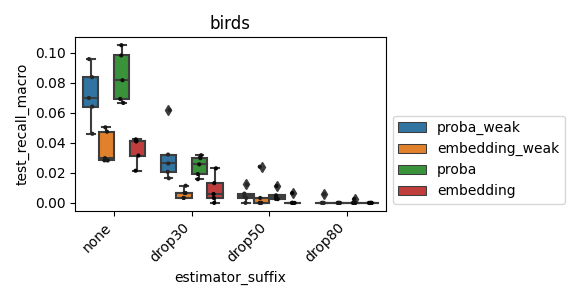 birds
test_recall_macro
0.10
0.08
0.06
0.04
0.02
0.00
none
drop30
drop50
drop80
estimator_suffix
proba_weak
embedding_weak
proba
embedding